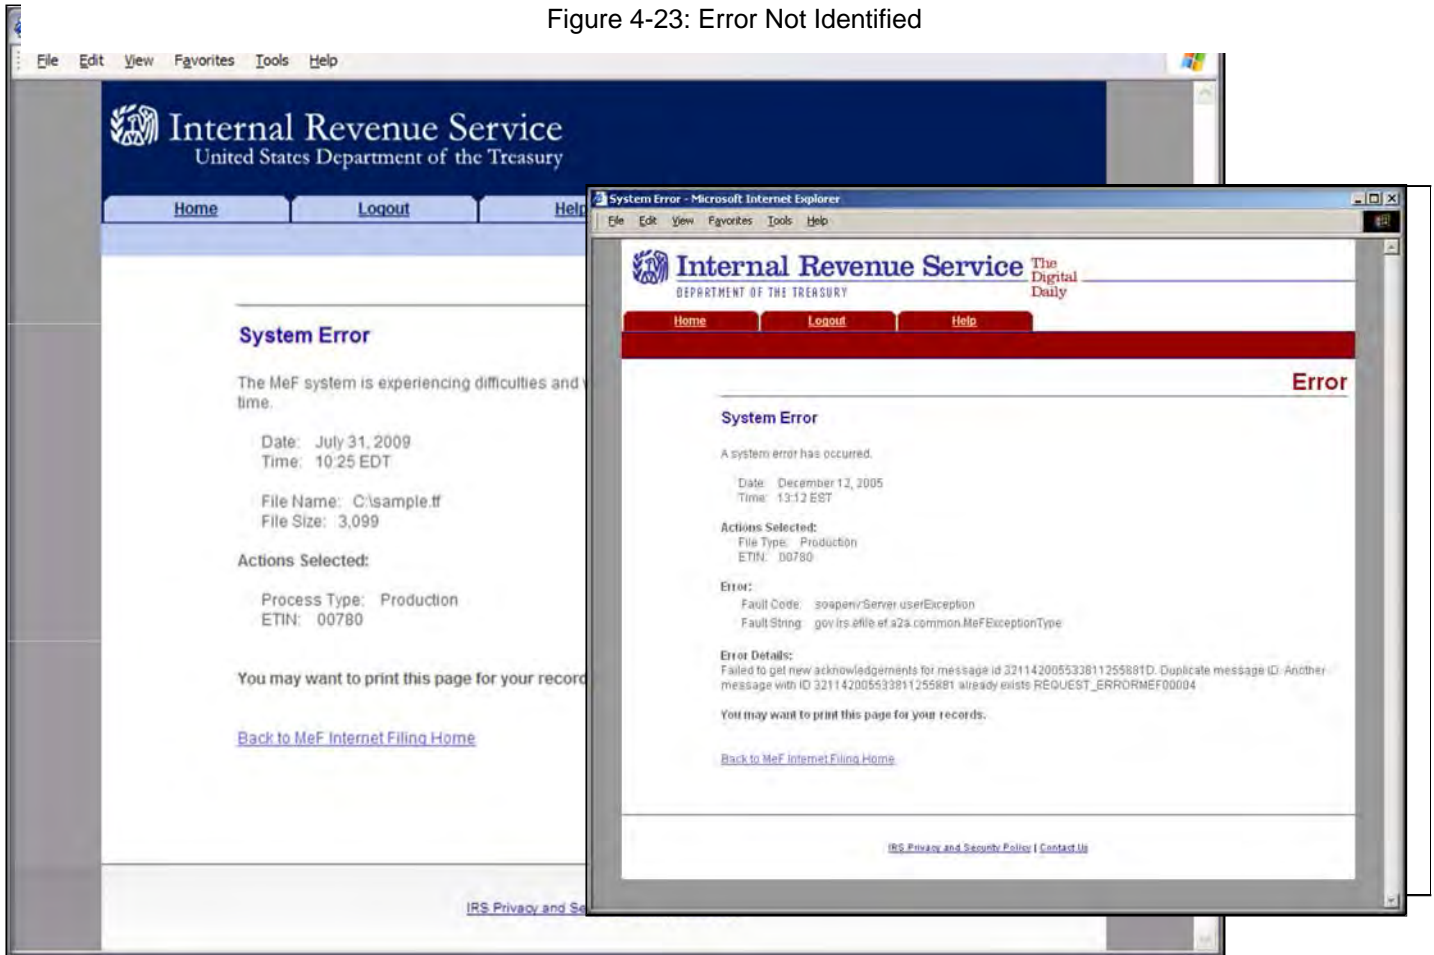 Figure 4-23: Error Not Identified
File Edit View Favorites Tools Help
Internal Revenue Service
United States Department of the Treasury
Home Logout Help
System Error
The MeF system is experiencing difficulties and
time.
Date: July 31, 2009
Time: 10:25 EDT
File Name: C:\sample.tf
File Size: 3,099
Actions Selected:
Process Type: Production
ETIN: 00780
You may want to print this page for your record
Back to MeF Internet Filing Home
IRS Privacy and Se
System Error - Microsoft Internet Explorer
File Edit View Favorites Tools Help
Internal Revenue Service
DEPARTMENT OF THE TREASURY
The
Digital
Daily
Home Logout Help
Error
System Error
A system error has occurred.
Date: December 12, 2005
Time: 13:12 EST
Actions Selected:
File Type: Production
ETIN: 00780
Error:
Fault Code: soapenv:Server.userException
Fault String: gov.irs.efile.ef.a2a.common.MeFExceptionType
Error Details:
Failed to get new acknowledgements for message id 321142005533811255881D. Duplicate message ID. Another
message with ID 321142005533811255881 already exists REQUEST_ERRORMEF00004
You may want to print this page for your records.
Back to MeF Internet Filing Home
IRS Privacy and Security Policy | Contact Us